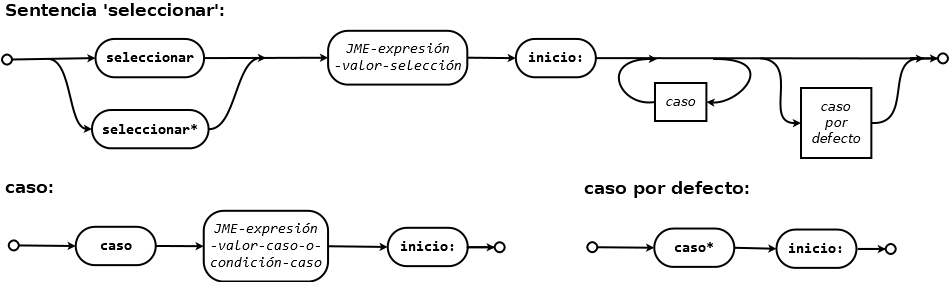 Sentencia 'seleccionar':
seleccionar
seleccionar*
JME-expresión
-valor-selección
inicio:
caso
caso
por
defecto
caso:
caso
JME-expresión
-valor-caso-o-
condición-caso
inicio:
caso por defecto:
caso*
inicio: